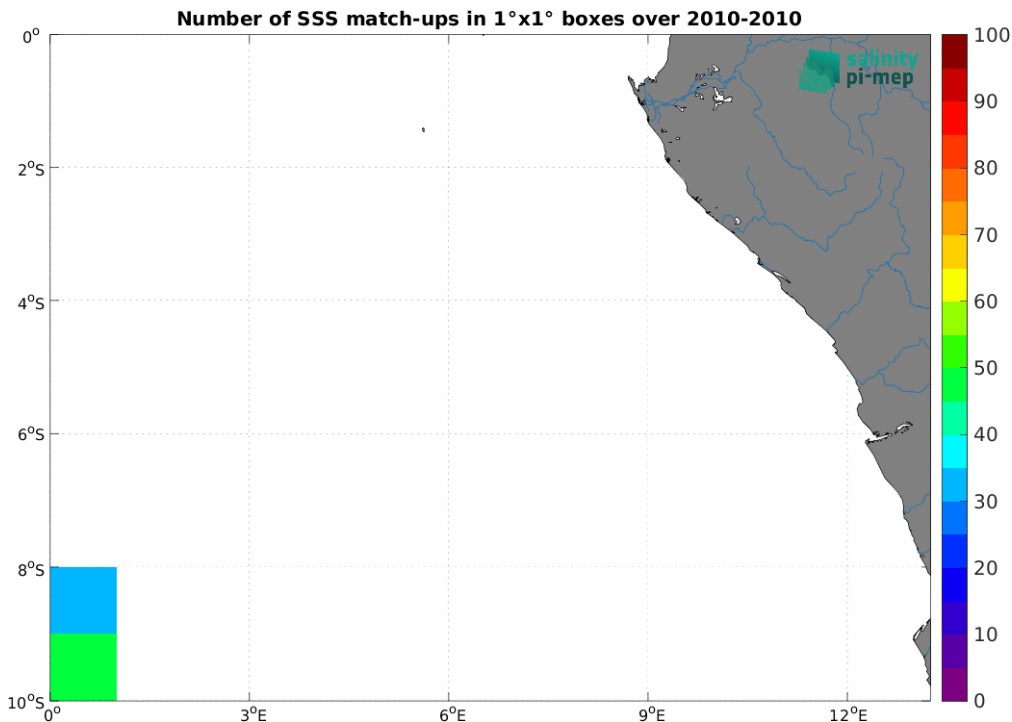 Number of SSS match-ups in 1°x1° boxes over 2010-2010
0°
2°S
4°S
6°S
8°S
10°S
0°
3°E
6°E
9°E
12°E
salinity
pi-mep
100
90
80
70
60
50
40
30
20
10
0